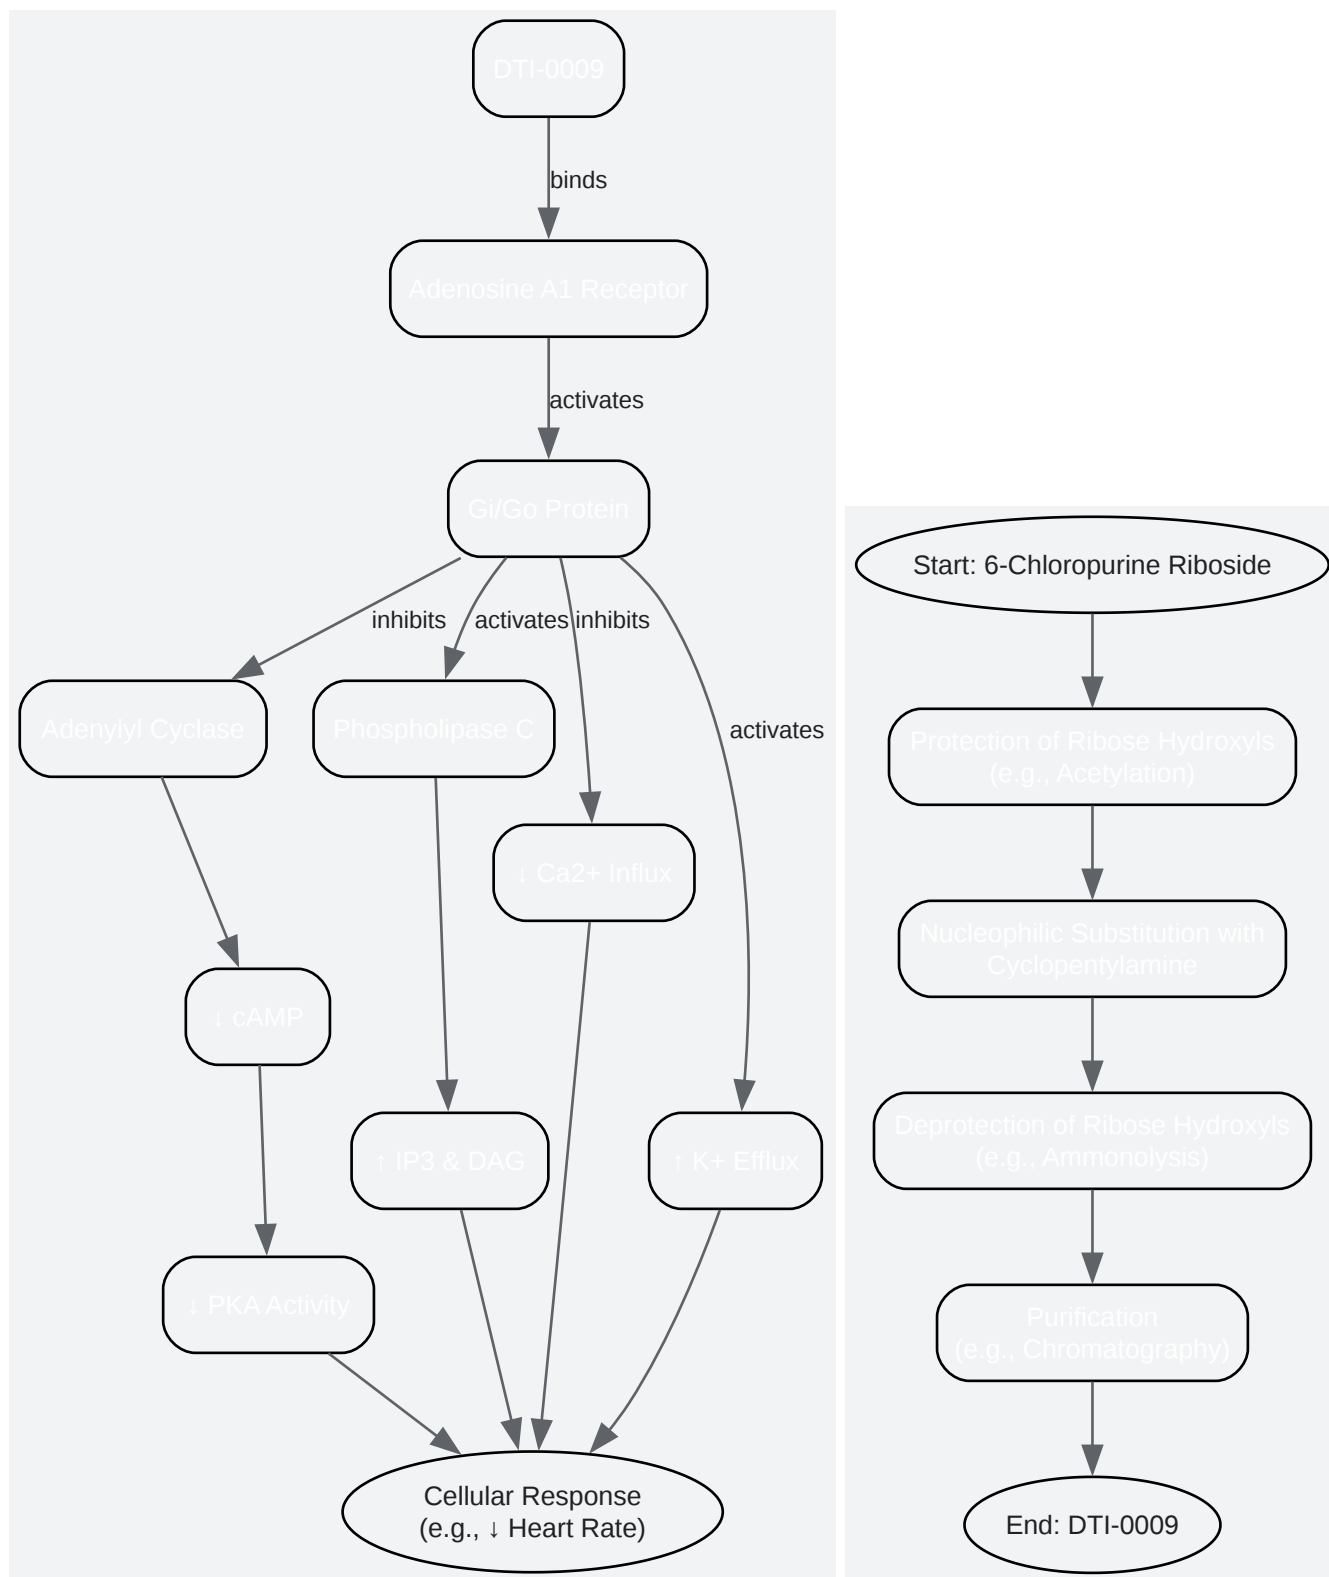 DTI-0009
binds
Adenosine A1 Receptor
activates
Gi/Go Protein
inhibits
activates
inhibits
activates
Adenylyl Cyclase
Phospholipase C
↓ Ca2+ Influx
↓ cAMP
↑ IP3 & DAG
↑ K+ Efflux
↓ PKA Activity
Cellular Response
(e.g., ↓ Heart Rate)
Start: 6-Chloropurine Riboside
Protection of Ribose Hydroxyls
(e.g., Acetylation)
Nucleophilic Substitution with
Cyclopentylamine
Deprotection of Ribose Hydroxyls
(e.g., Ammonolysis)
Purification
(e.g., Chromatography)
End: DTI-0009